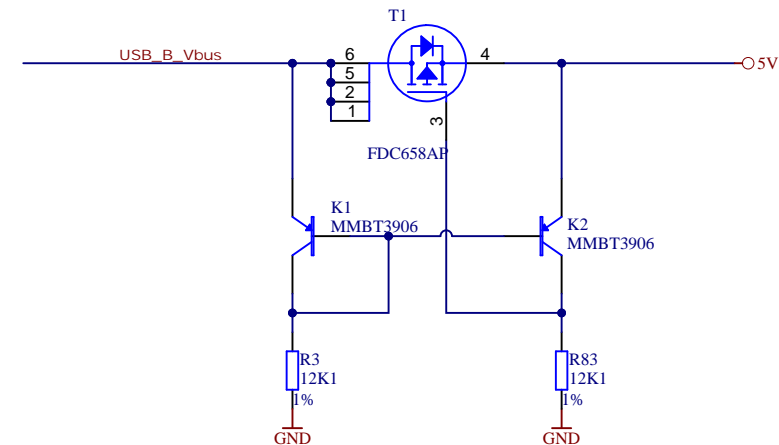 T1
USB_B_Vbus
6
5
2
1
4
5V
3
FDC658AP
K1
MMBT3906
K2
MMBT3906
R3
12K1
1%
R83
12K1
1%
GND
GND